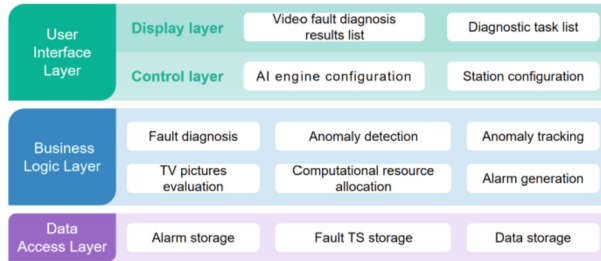 User
Interface
Layer
Display layer
Video fault diagnosis
results list
Diagnostic task list
Control layer
AI engine configuration
Station configuration
Business
Logic Layer
Fault diagnosis
Anomaly detection
Anomaly tracking
TV pictures
evaluation
Computational resource
allocation
Alarm generation
Data
Access Layer
Alarm storage
Fault TS storage
Data storage